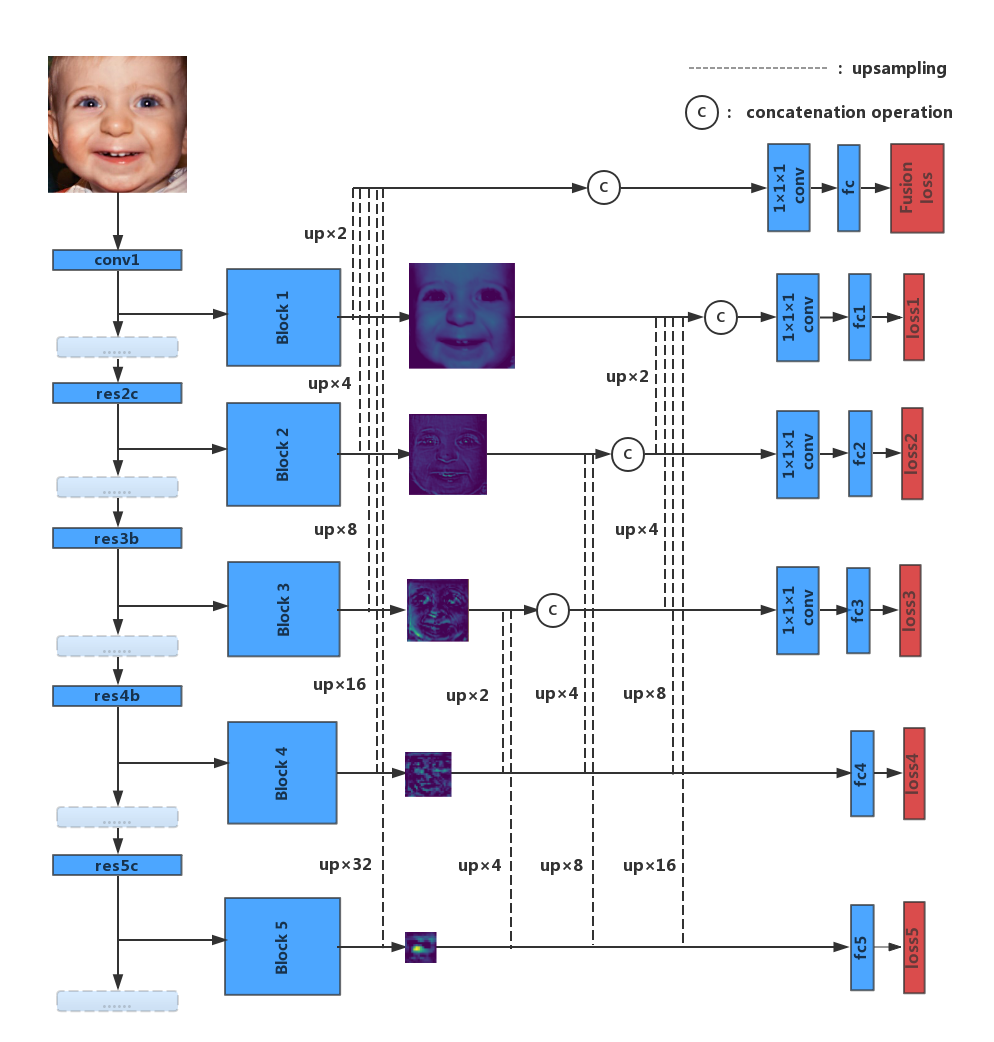 : upsampling
C : concatenation operation
C
1×1×1
conv
fc
Fusion
loss
up×2
conv1
Block 1
C
1×1×1
conv
fc1
loss1
......
up×4
up×2
res2c
Block 2
C
1×1×1
conv
fc2
loss2
......
up×8
up×4
res3b
Block 3
C
1×1×1
conv
fc3
loss3
......
up×16
up×2
up×4
up×8
res4b
Block 4
fc4
loss4
......
res5c
up×32
up×4
up×8
up×16
Block 5
fc5
loss5
......